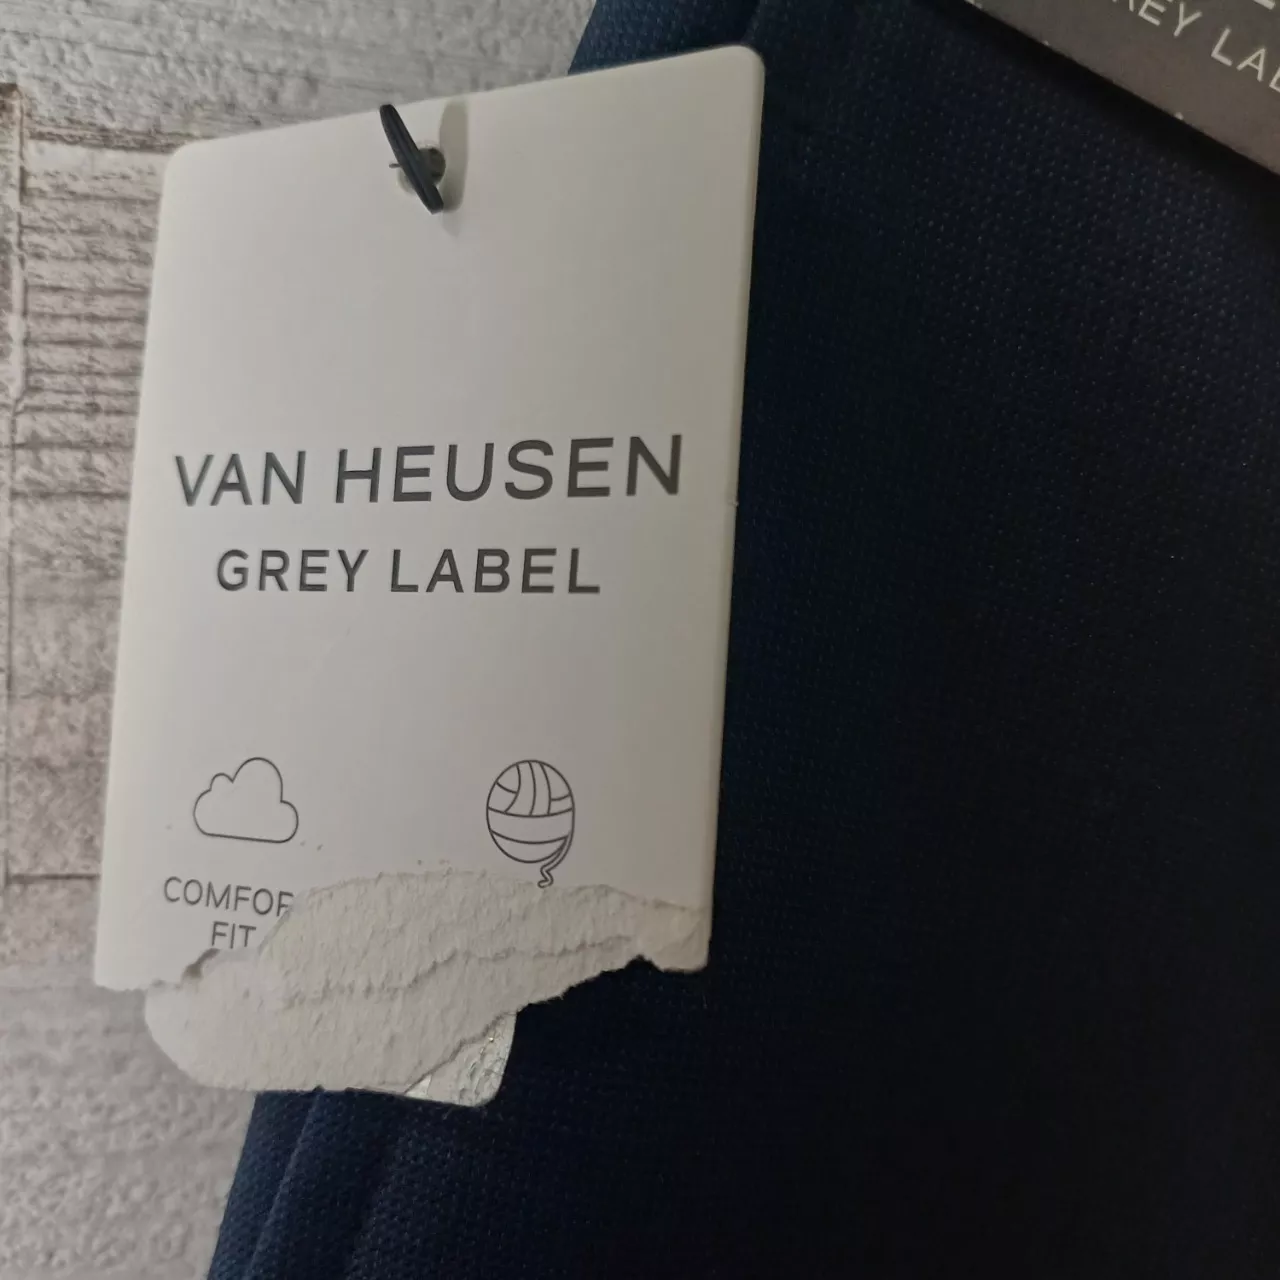 VAN HEUSEN
GREY LABEL
COMFOR
FIT